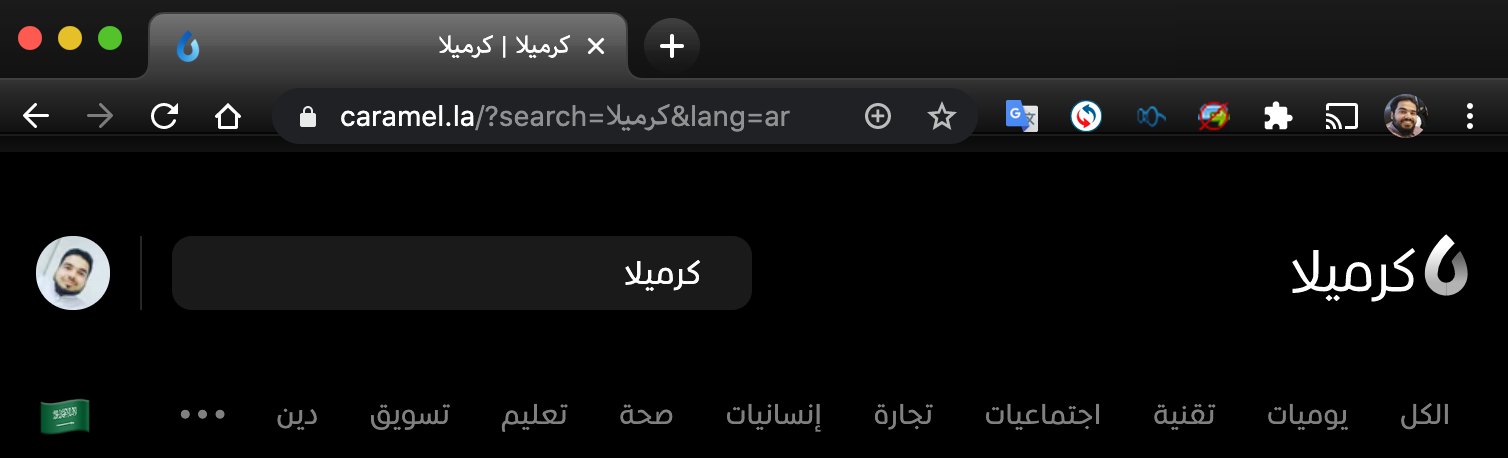 كرميلا | كرميلا
caramel.la/?search=كرميلا&lang=ar
كرميلا
كرميلا
الكل يوميات تقنية اجتماعيات تجارة إنسانيات صحة تعليم تسويق دين